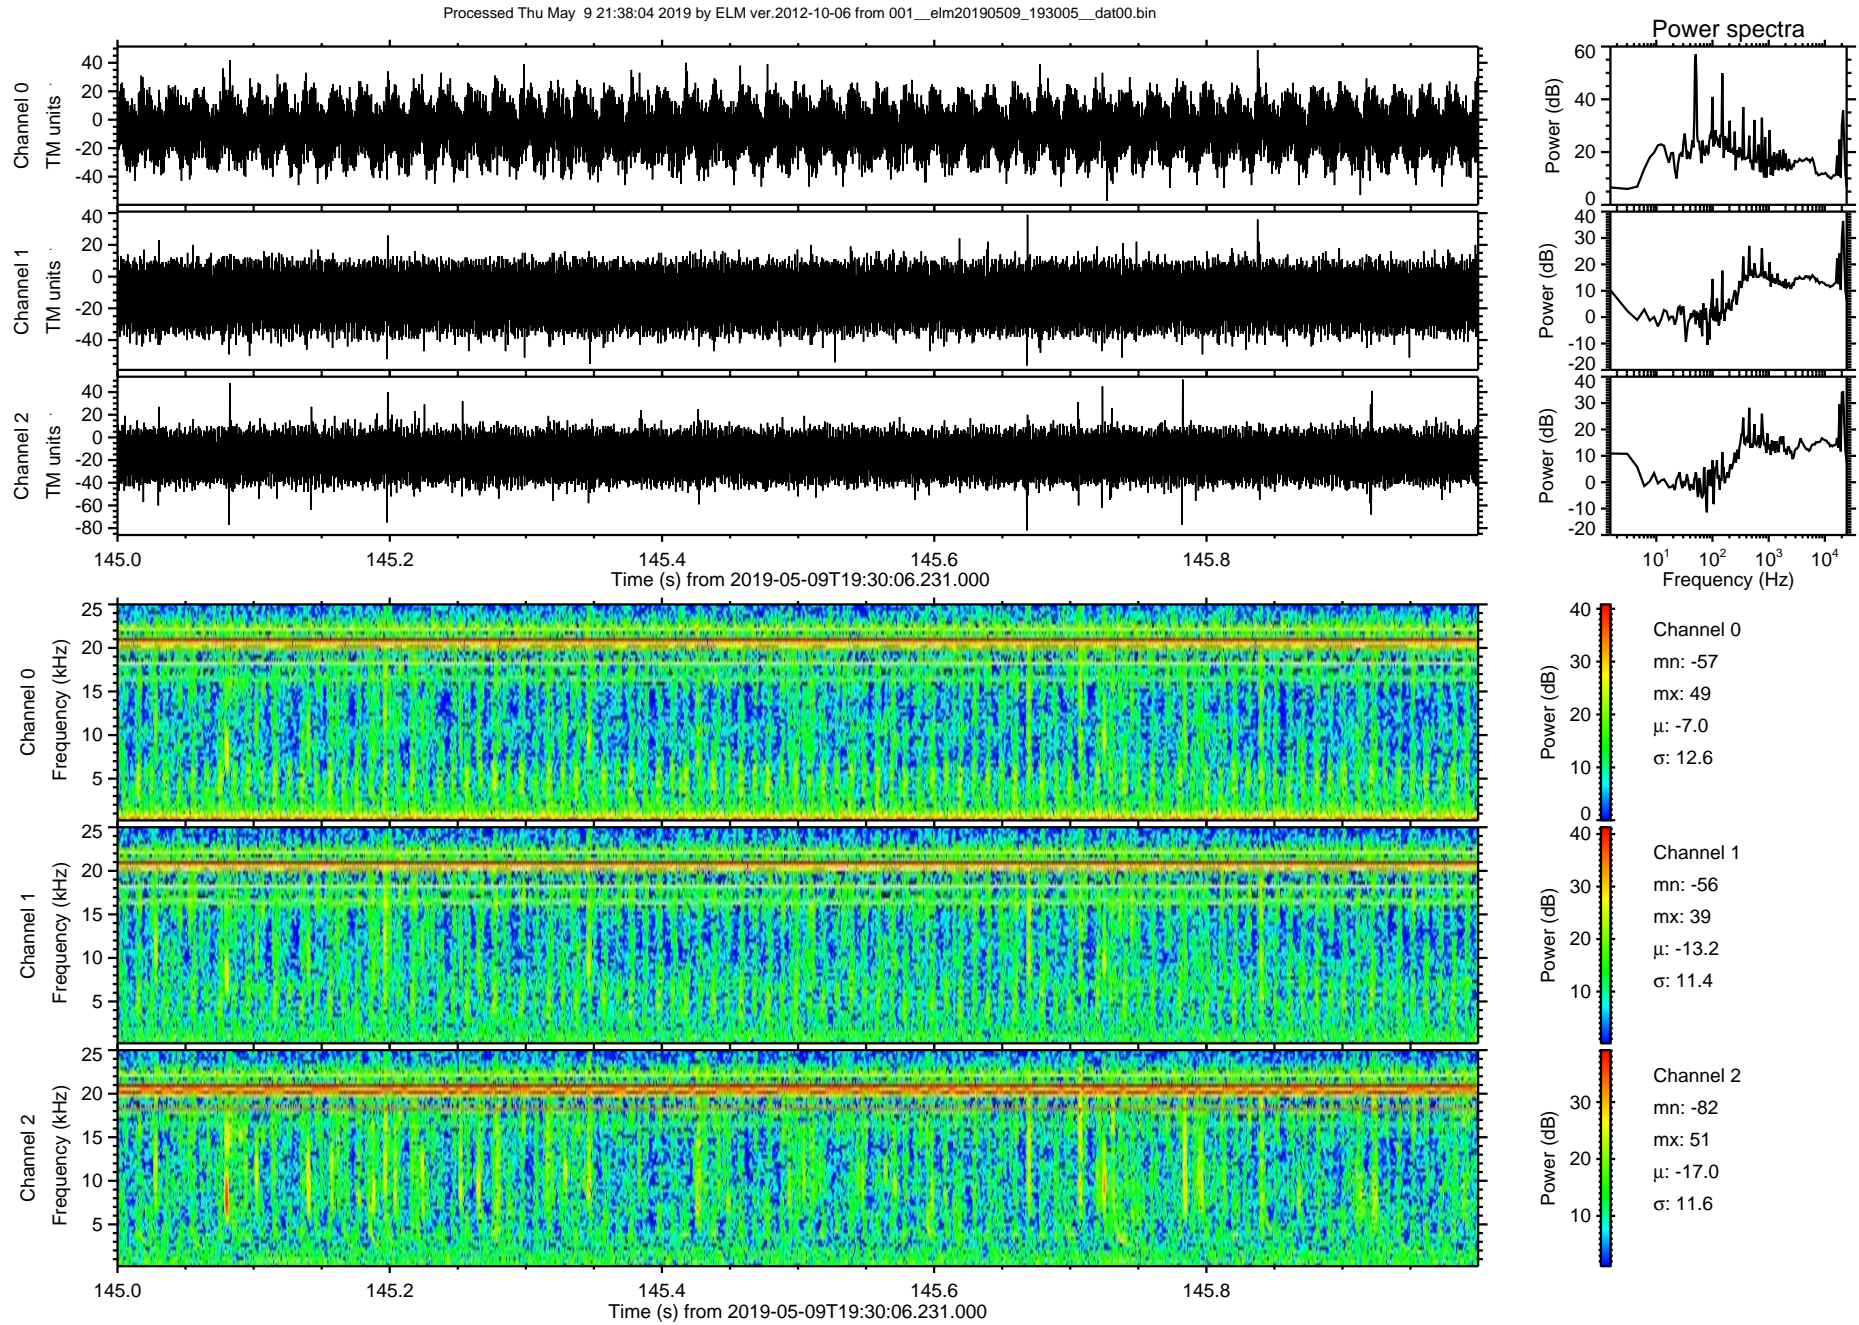 Processed Thu May  9 21:38:04 2019 by ELM ver.2012-10-06 from 001__elm20190509_193005__dat00.bin
Power spectra
Channel 0
TM units
40
20
0
-20
-40
Power (dB)
60
40
20
0
Channel 1
TM units
40
20
0
-20
-40
Power (dB)
40
30
20
10
0
-10
-20
Channel 2
TM units
40
20
0
-20
-40
-60
-80
Power (dB)
40
30
20
10
0
-10
-20
145.0 145.2 145.4 145.6 145.8
Time (s) from 2019-05-09T19:30:06.231.000
10¹ 10² 10³ 10⁴
Frequency (Hz)
Channel 0
Frequency (kHz)
25
20
15
10
5
Power (dB)
40
30
20
10
0
Channel 0
mn: -57
mx: 49
µ: -7.0
σ: 12.6
Channel 1
Frequency (kHz)
25
20
15
10
5
Power (dB)
40
30
20
10
Channel 1
mn: -56
mx: 39
µ: -13.2
σ: 11.4
Channel 2
Frequency (kHz)
25
20
15
10
5
Power (dB)
30
20
10
Channel 2
mn: -82
mx: 51
µ: -17.0
σ: 11.6
145.0 145.2 145.4 145.6 145.8
Time (s) from 2019-05-09T19:30:06.231.000